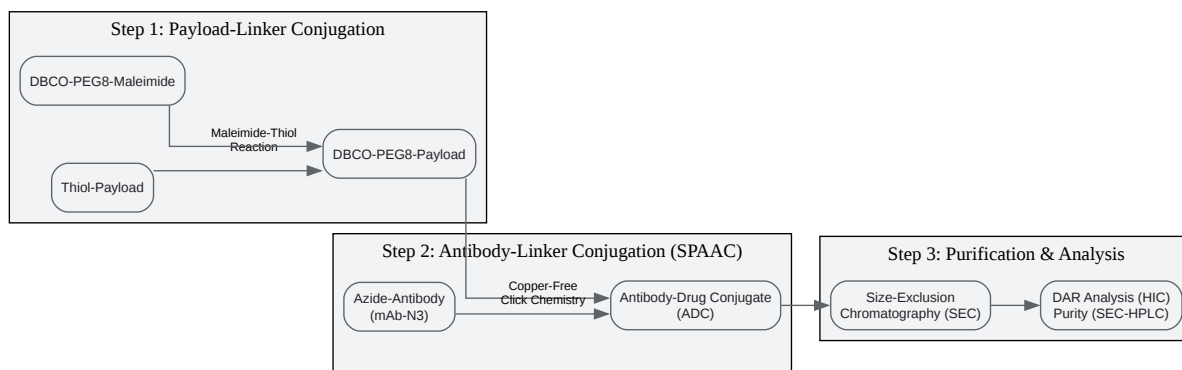 Step 1: Payload-Linker Conjugation
DBCO-PEG8-Maleimide
Maleimide-Thiol
Reaction
DBCO-PEG8-Payload
Thiol-Payload
Step 2: Antibody-Linker Conjugation (SPAAC)
Azide-Antibody
(mAb-N3)
Copper-Free
Click Chemistry
Antibody-Drug Conjugate
(ADC)
Step 3: Purification & Analysis
Size-Exclusion
Chromatography (SEC)
DAR Analysis (HIC)
Purity (SEC-HPLC)